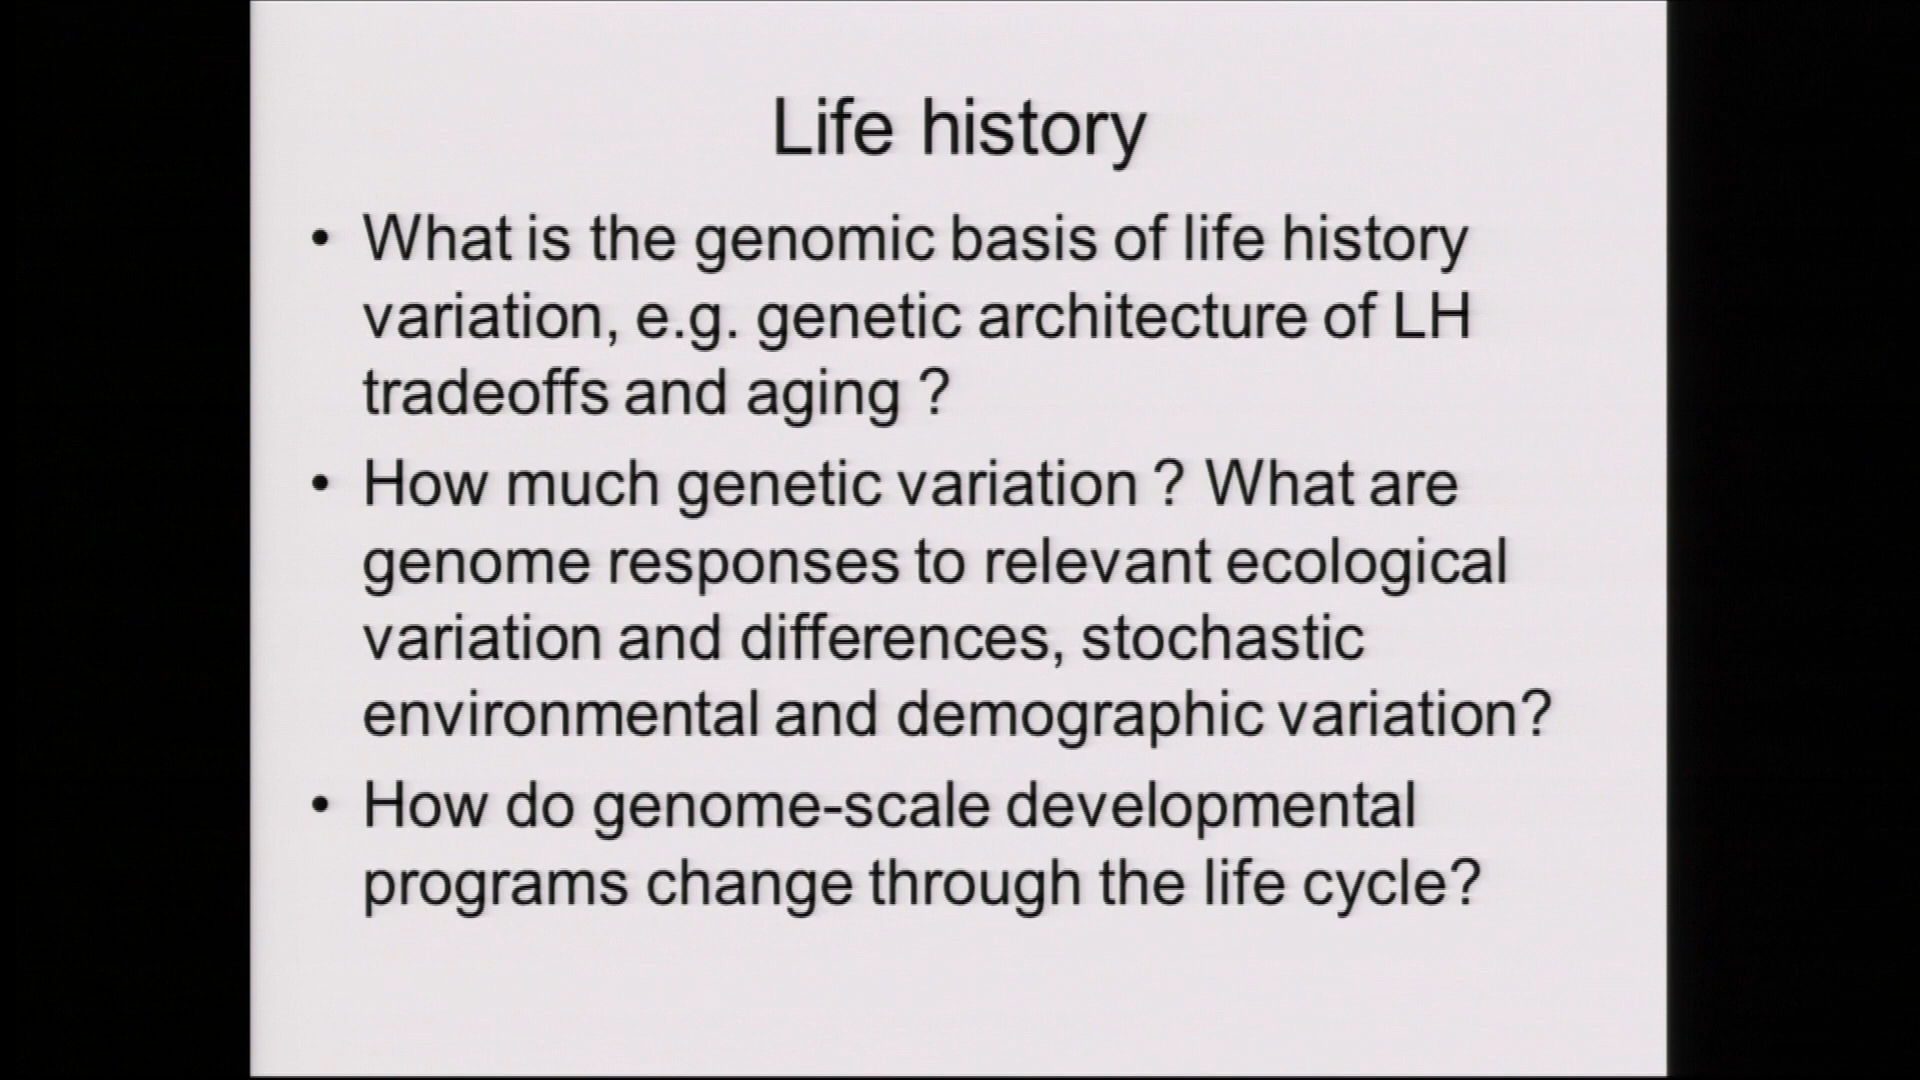 Life history
• What is the genomic basis of life history
variation, e.g. genetic architecture of LH
tradeoffs and aging ?
• How much genetic variation ? What are
genome responses to relevant ecological
variation and differences, stochastic
environmental and demographic variation?
• How do genome-scale developmental
programs change through the life cycle?